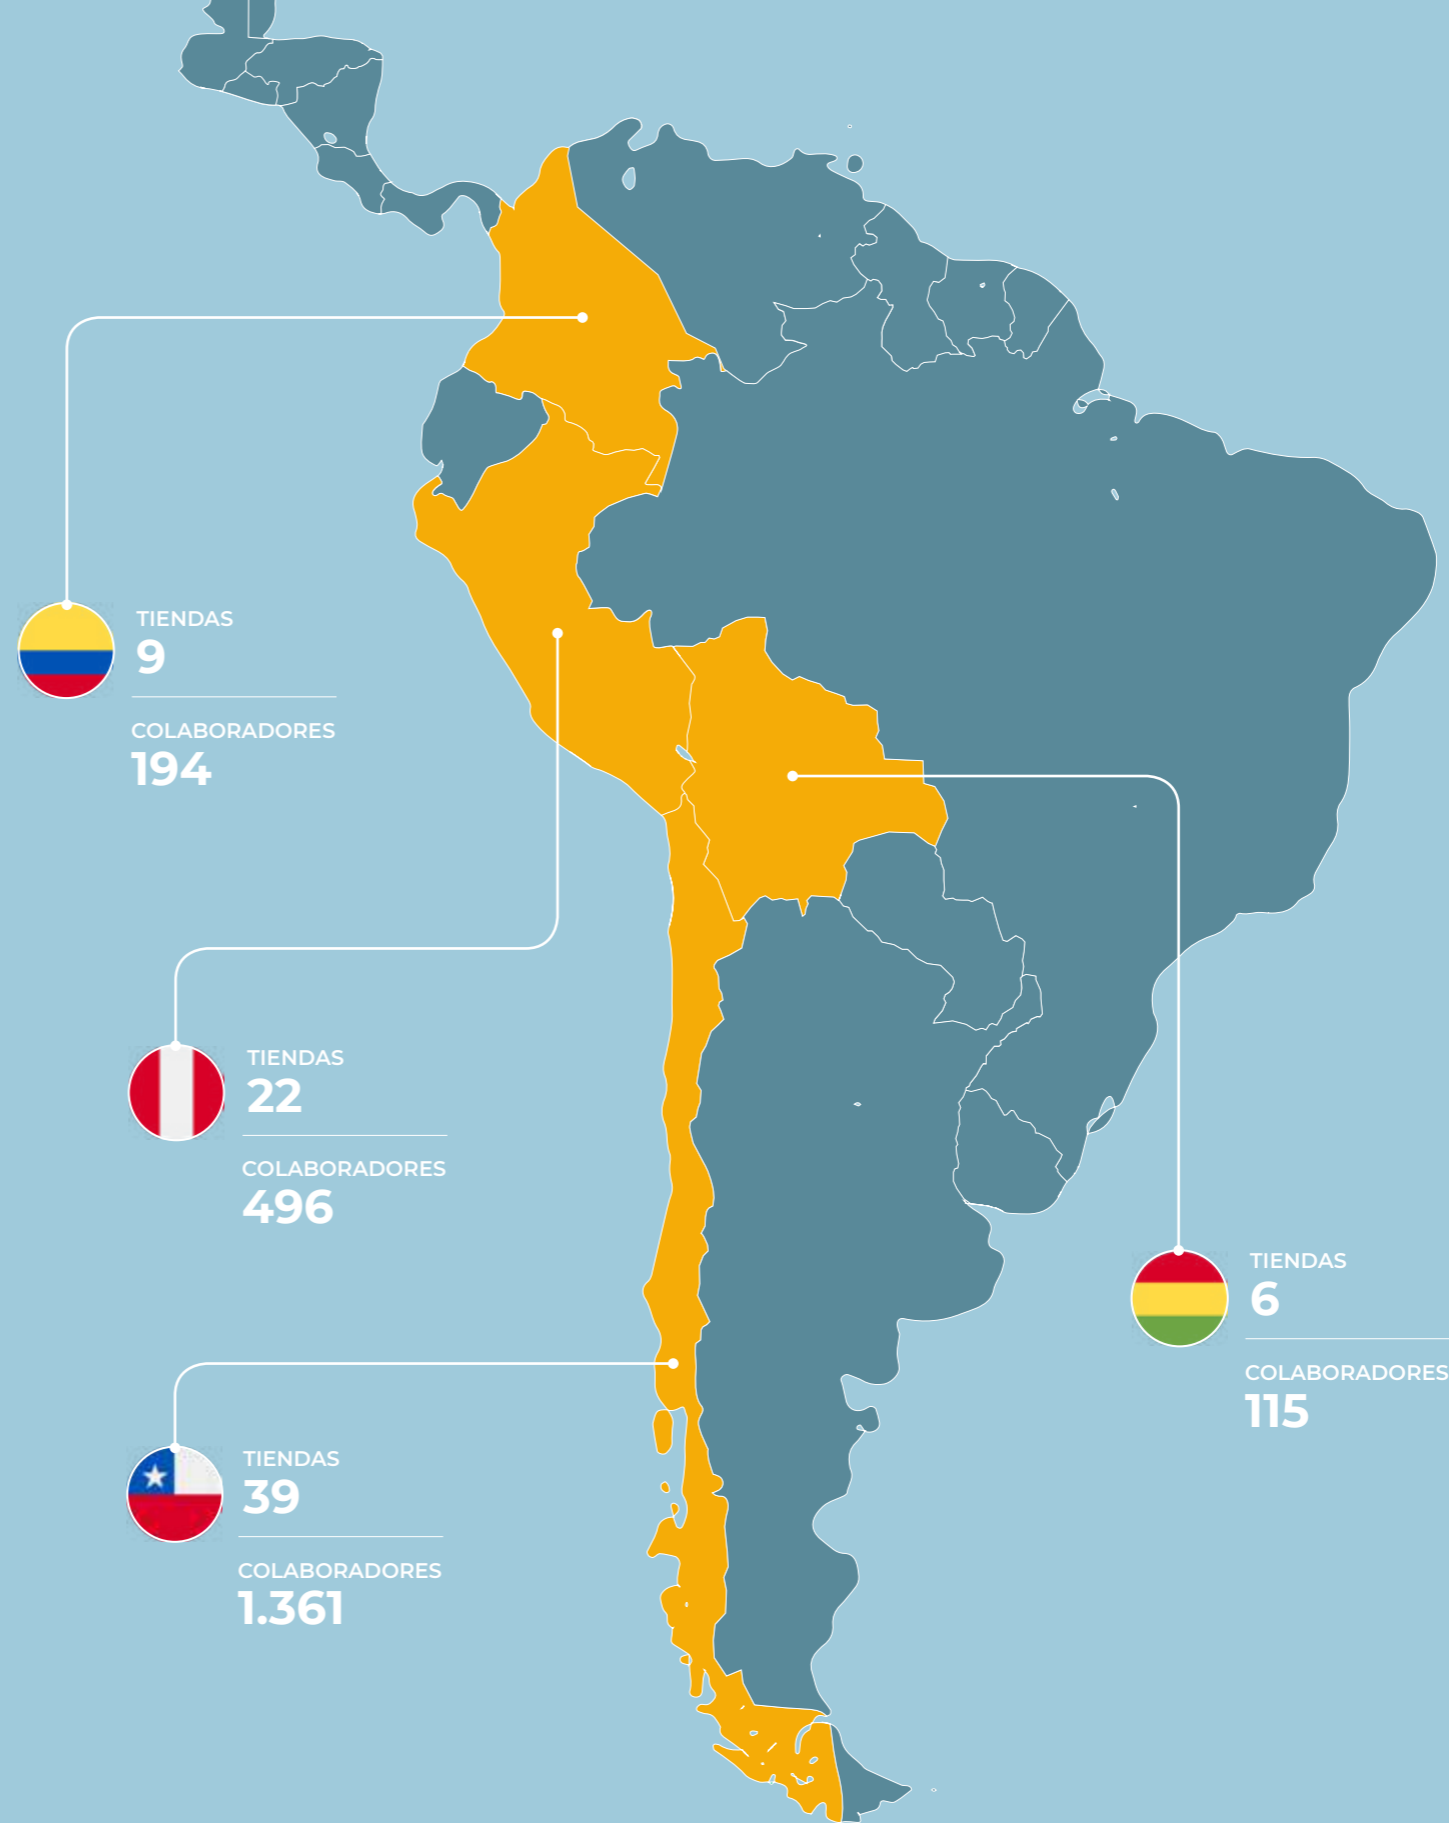 TIENDAS
9
COLABORADORES
194
TIENDAS
22
COLABORADORES
496
TIENDAS
6
COLABORADORES
115
TIENDAS
39
COLABORADORES
1.361